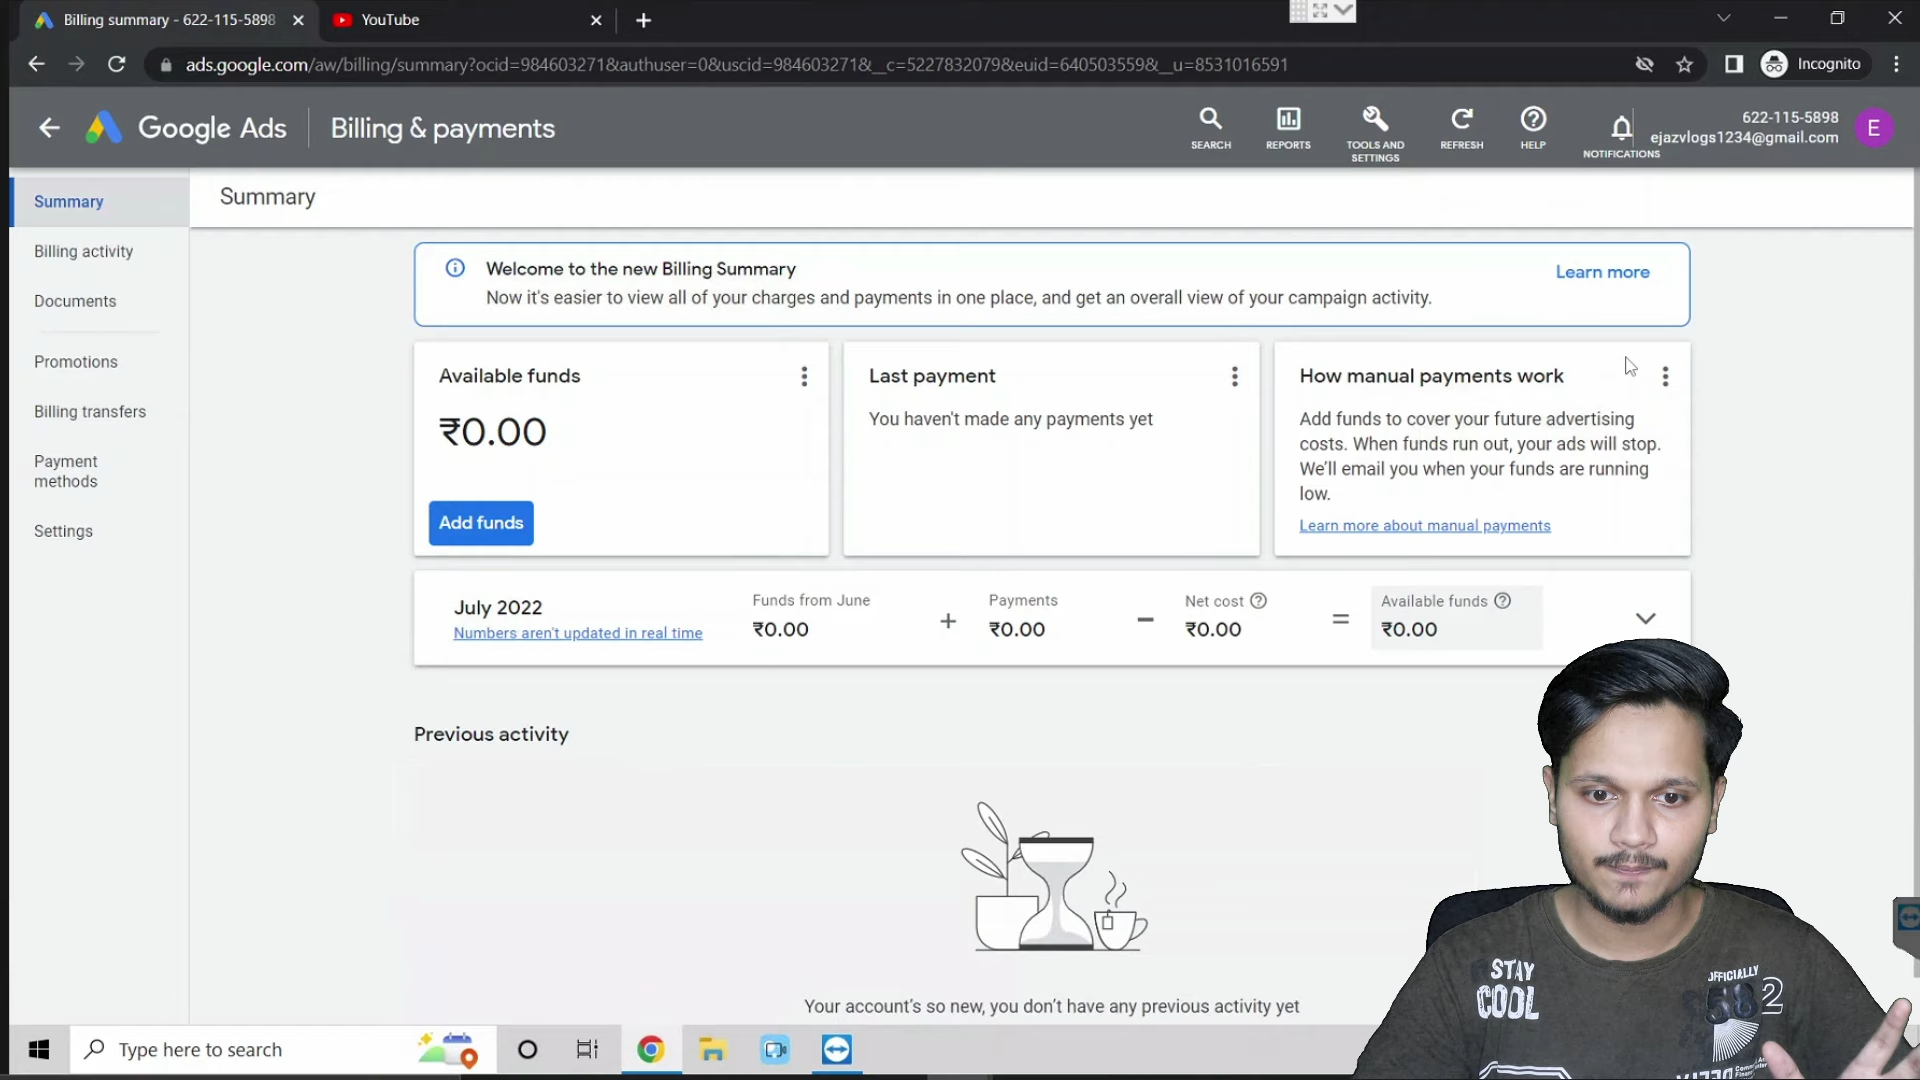 Billing summary - 622-115-5898
YouTube
ads.google.com/aw/billing/summary?ocid=984603271&authuser=0&uscid=984603271&__c=5227832079&euid=640503559&__u=8531016591
Incognito
Google Ads
Billing & payments
SEARCH
REPORTS
TOOLS AND
SETTINGS
REFRESH
HELP
NOTIFICATIONS
622-115-5898
ejazvlogs1234@gmail.com
E
Summary
Billing activity
Documents
Promotions
Billing transfers
Payment
methods
Settings
Summary
Welcome to the new Billing Summary
Now it's easier to view all of your charges and payments in one place, and get an overall view of your campaign activity.
Learn more
Available funds
₹0.00
Add funds
Last payment
You haven't made any payments yet
How manual payments work
Add funds to cover your future advertising
costs. When funds run out, your ads will stop.
We'll email you when your funds are running
low.
Learn more about manual payments
July 2022
Numbers aren't updated in real time
Funds from June
₹0.00
+
Payments
₹0.00
−
Net cost
₹0.00
=
Available funds
₹0.00
Previous activity
Your account's so new, you don't have any previous activity yet
Type here to search
STAY
COOL